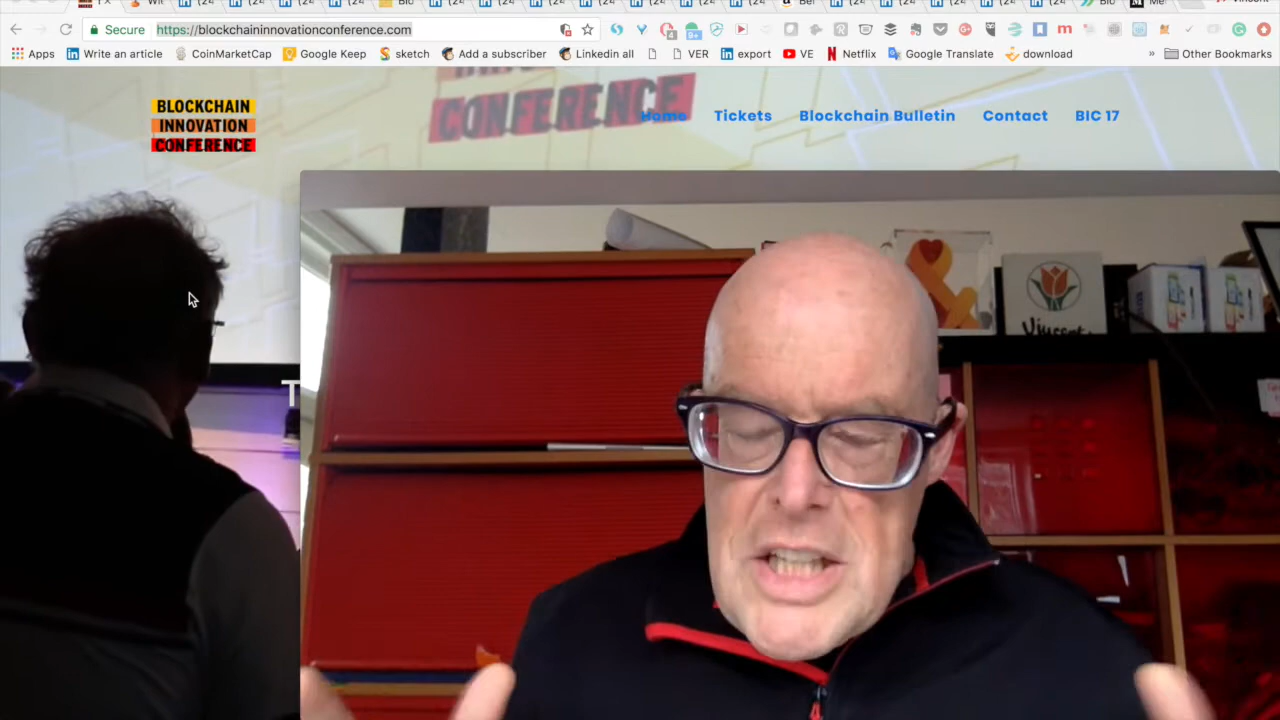 Secure
https://blockchaininnovationconference.com
Apps
Write an article
CoinMarketCap
Google Keep
sketch
Add a subscriber
Linkedin all
VER
export
VE
Netflix
Google Translate
download
» Other Bookmarks
BLOCKCHAIN
INNOVATION
CONFERENCE
CONFERENCE
Home
Tickets
Blockchain Bulletin
Contact
BIC 17
T
Vincent